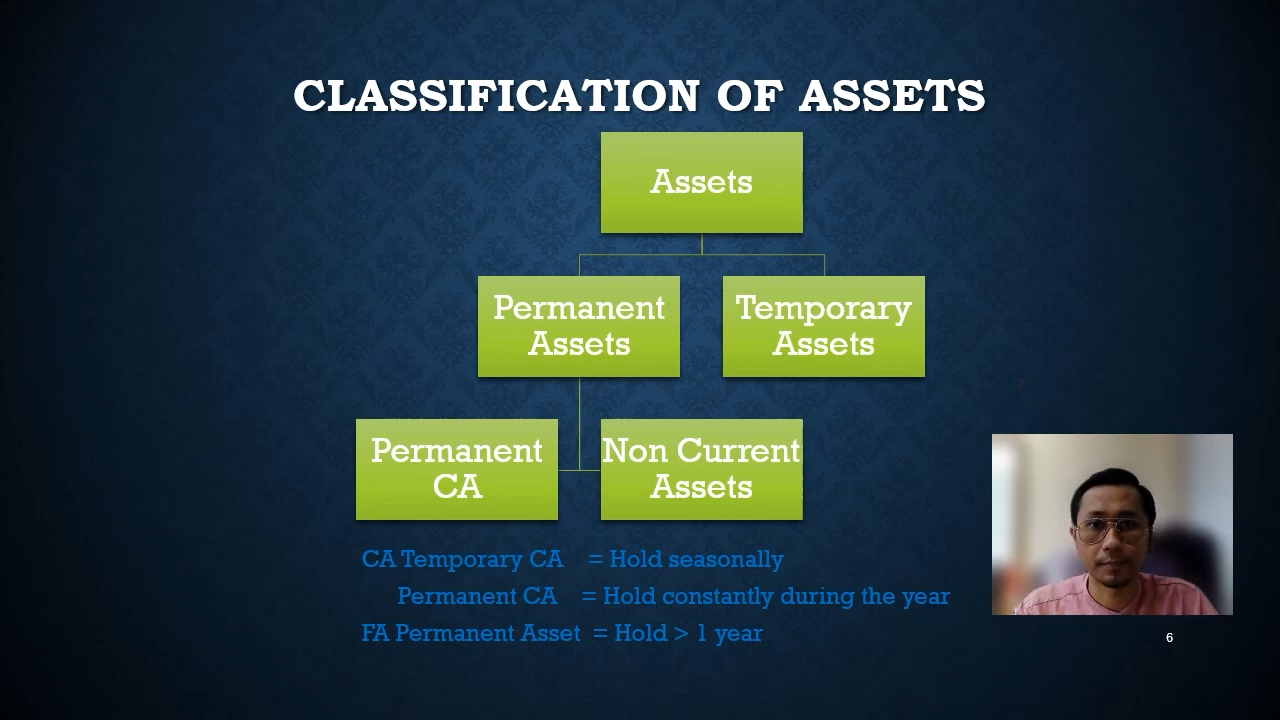 CLASSIFICATION OF ASSETS
Assets
Permanent
Assets
Temporary
Assets
Permanent
CA
Non Current
Assets
CA Temporary CA = Hold seasonally
Permanent CA = Hold constantly during the year
FA Permanent Asset = Hold > 1 year
6